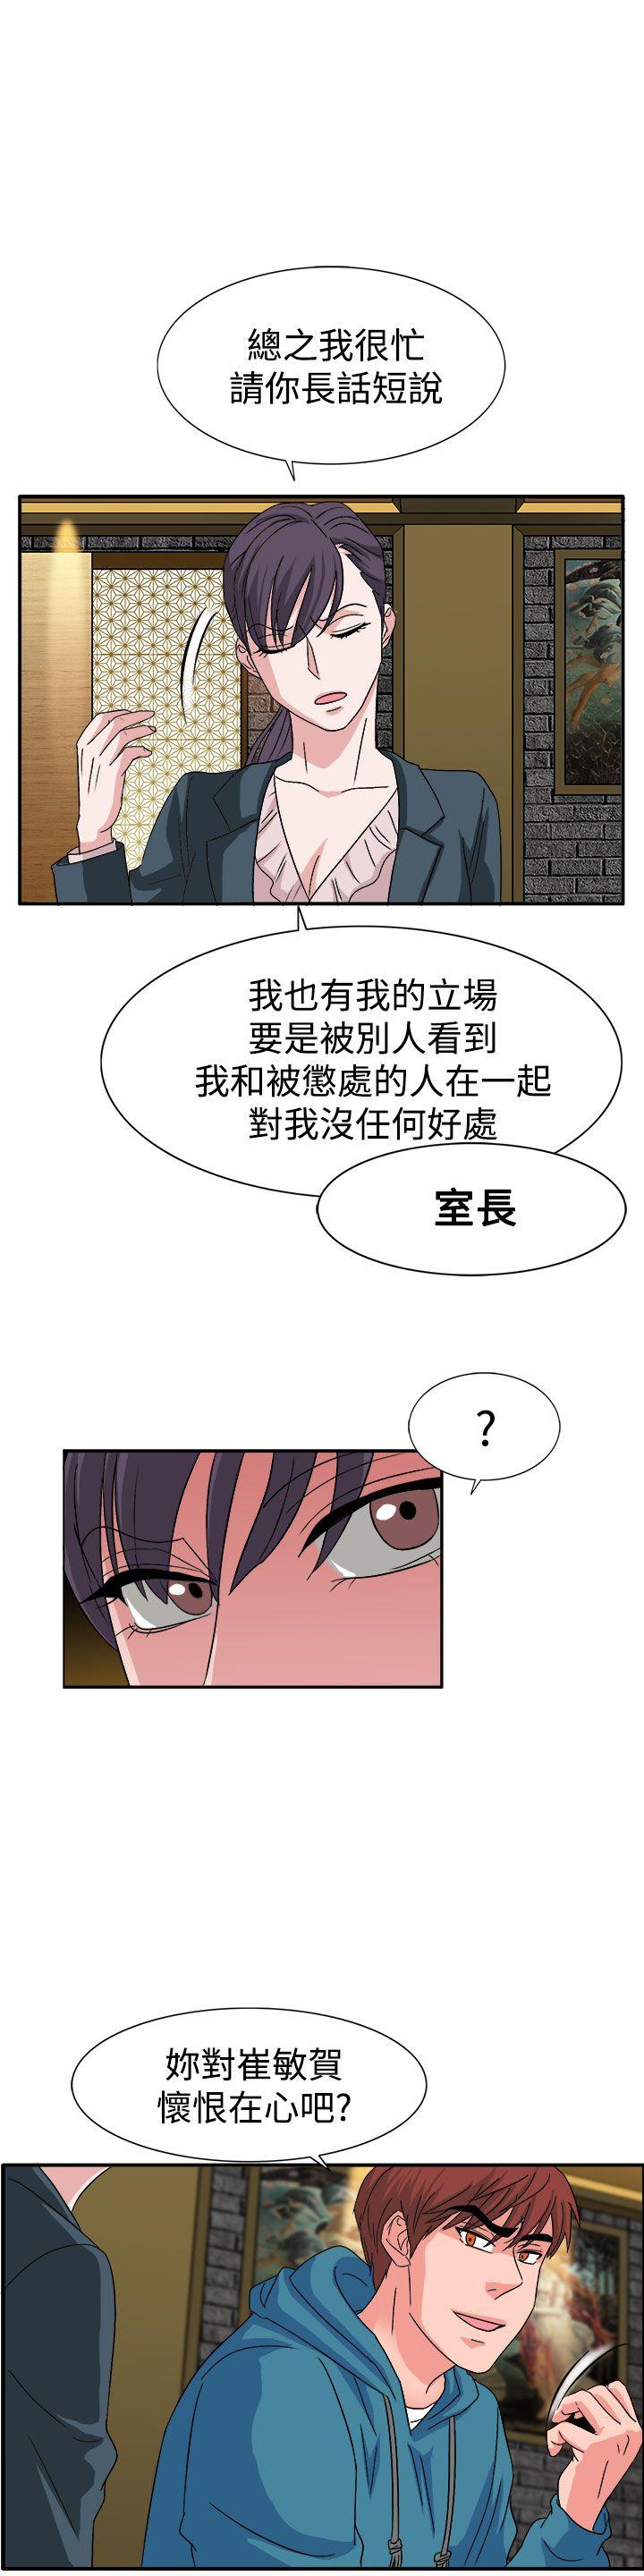 總之我很忙
請你長話短說
我也有我的立場
要是被別人看到
我和被懲處的人在一起
對我沒任何好處
室長
?
妳對崔敏賀
懷恨在心吧?